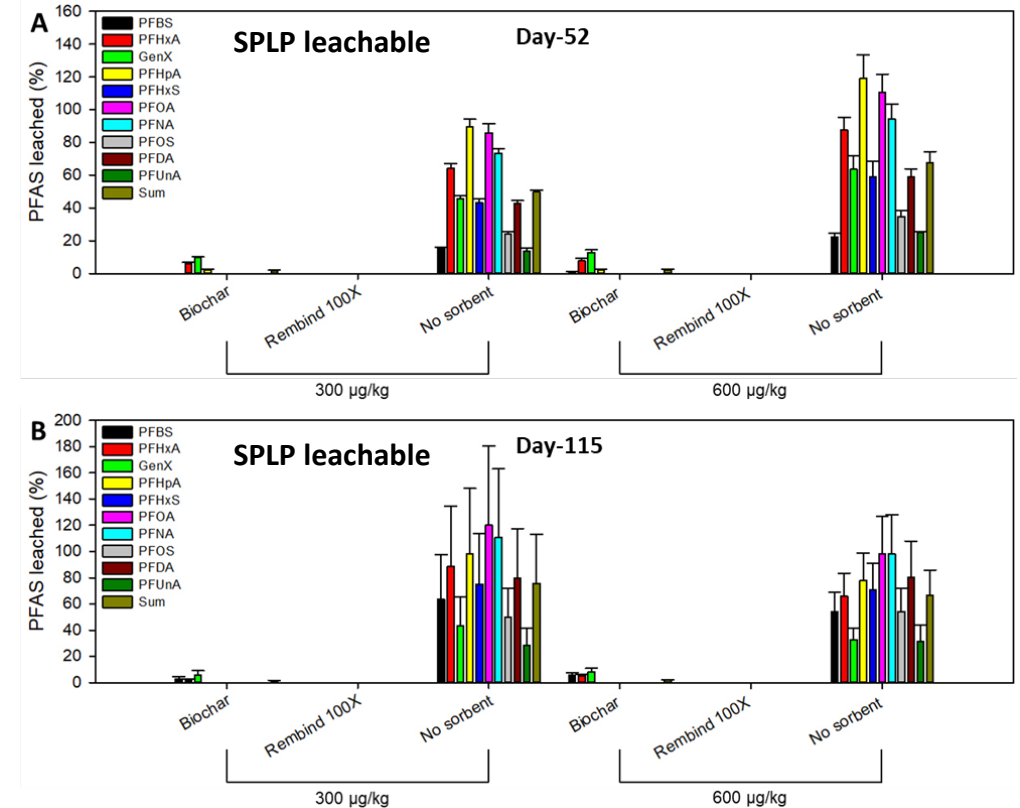 A
SPLP leachable
Day-52
PFAS leached (%)
160
140
120
100
80
60
40
20
0
PFBS
PFHxA
GenX
PFHpA
PFHxS
PFOA
PFNA
PFOS
PFDA
PFUnA
Sum
Biochar
Rembind 100X
No sorbent
Biochar
Rembind 100X
No sorbent
300 µg/kg
600 µg/kg
B
SPLP leachable
Day-115
PFAS leached (%)
200
180
160
140
120
100
80
60
40
20
0
PFBS
PFHxA
GenX
PFHpA
PFHxS
PFOA
PFNA
PFOS
PFDA
PFUnA
Sum
Biochar
Rembind 100X
No sorbent
Biochar
Rembind 100X
No sorbent
300 µg/kg
600 µg/kg